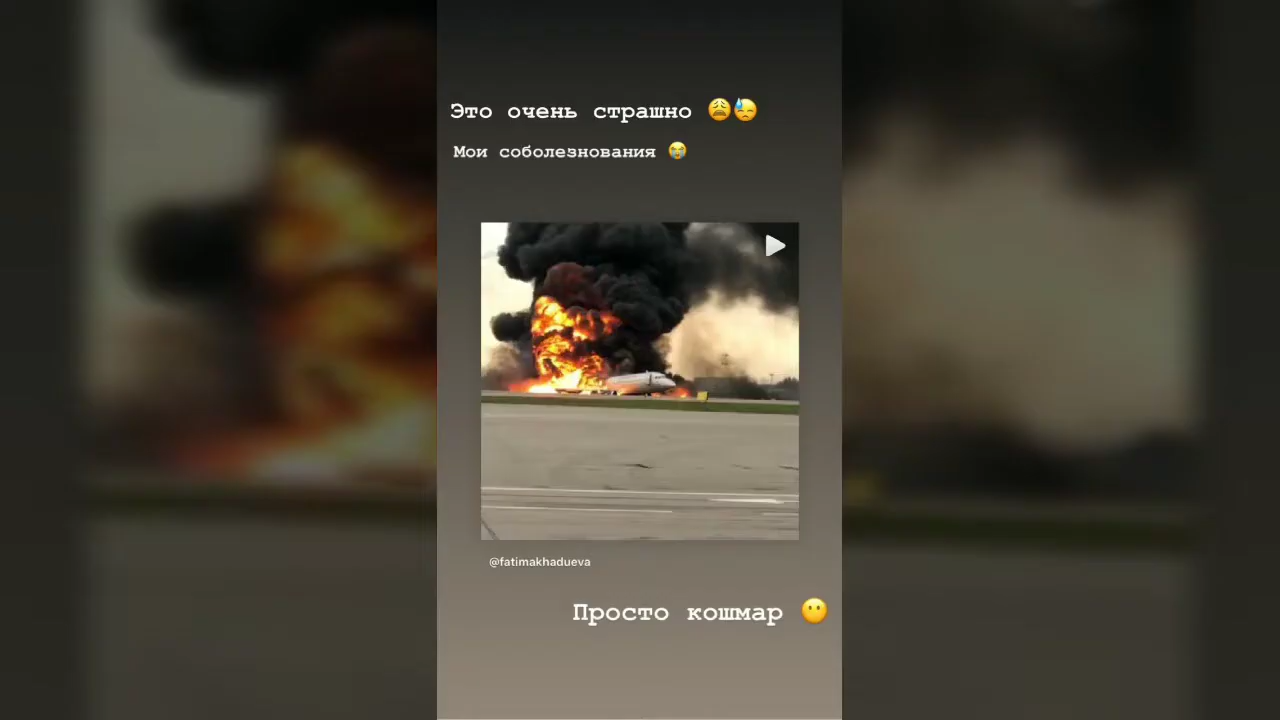 Это очень страшно 😩😓
Мои соболезнования 😭
@fatimakhadueva
Просто кошмар 😶